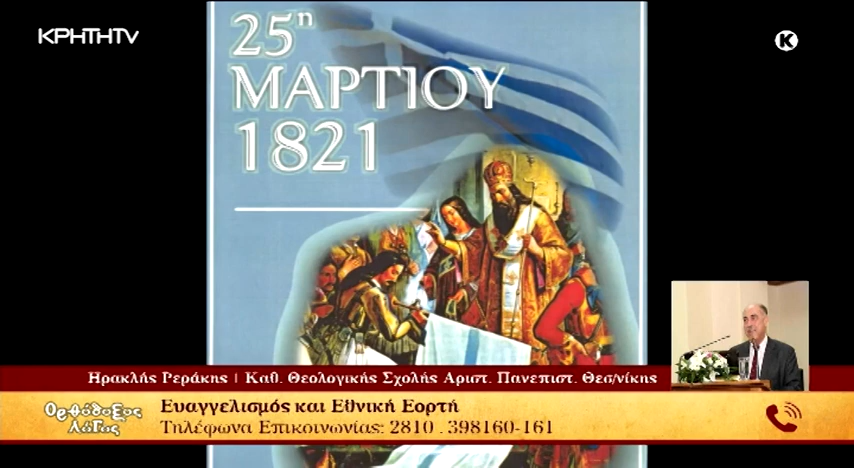 ΚΡΗΤΗTV
K
25η
ΜΑΡΤΙΟΥ
1821
Ηρακλής Ρεράκης | Καθ. Θεολογικής Σχολής Αριστ. Πανεπιστ. Θεσ/νίκης
Ορθόδοξος
Λόγος
Ευαγγελισμός και Εθνική Εορτή
Τηλέφωνα Επικοινωνίας: 2810 . 398160-161